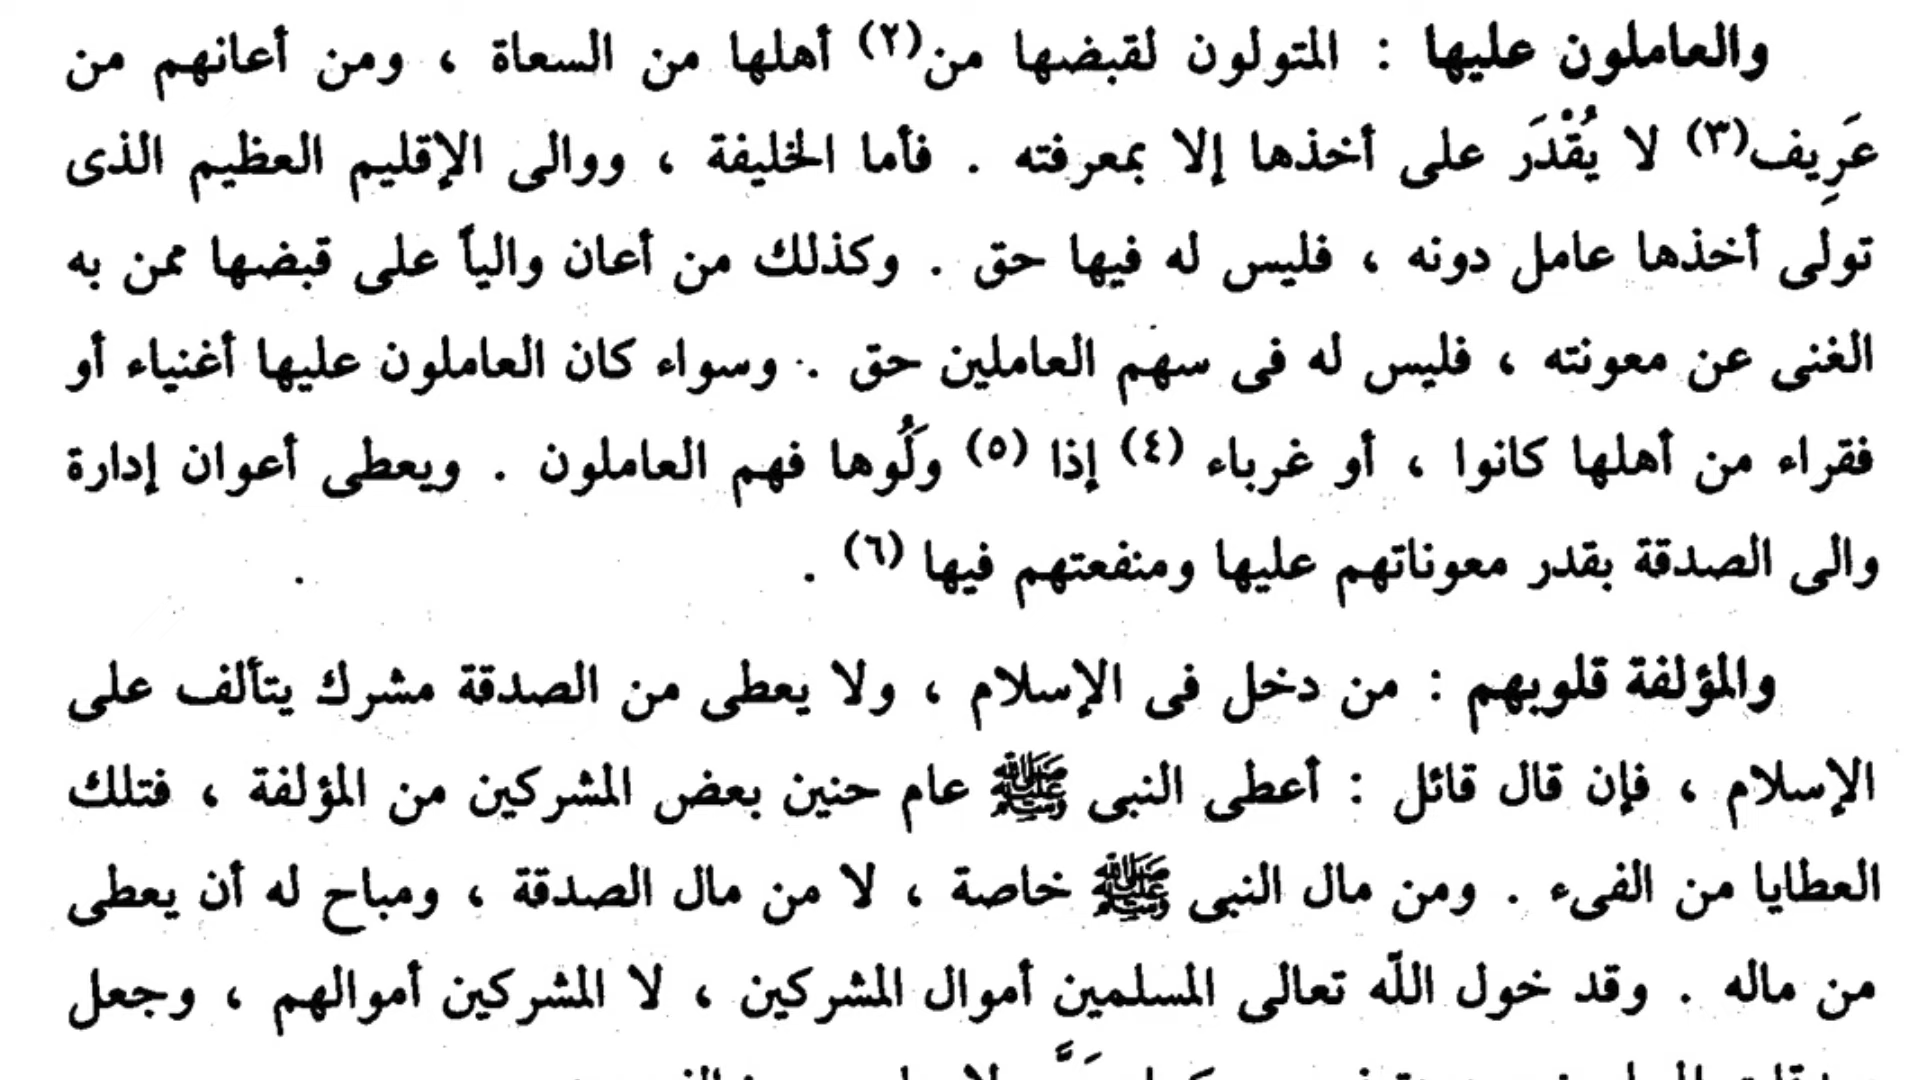 والعاملون عليها : المتولون لقبضها من(٢) أهلها من السعاة ، ومن أعانهم من
عَرِيف(٣) لا يُقْدَر على أخذها إلا بمعرفته . فأما الخليفة ، ووالى الإقليم العظيم الذى
تولى أخذها عامل دونه ، فليس له فيها حق . وكذلك من أعان والياً على قبضها ممن به
الغنى عن معونته ، فليس له فى سهم العاملين حق . وسواء كان العاملون عليها أغنياء أو
فقراء من أهلها كانوا ، أو غرباء (٤) إذا (٥) وَلُوها فهم العاملون . ويعطى أعوان إدارة
والى الصدقة بقدر معوناتهم عليها ومنفعتهم فيها (٦) .
والمؤلفة قلوبهم : من دخل فى الإسلام ، ولا يعطى من الصدقة مشرك يتألف على
الإسلام ، فإن قال قائل : أعطى النبى ﷺ عام حنين بعض المشركين من المؤلفة ، فتلك
العطايا من الفىء . ومن مال النبى ﷺ خاصة ، لا من مال الصدقة ، ومباح له أن يعطى
من ماله . وقد خول اللّه تعالى المسلمين أموال المشركين ، لا المشركين أموالهم ، وجعل